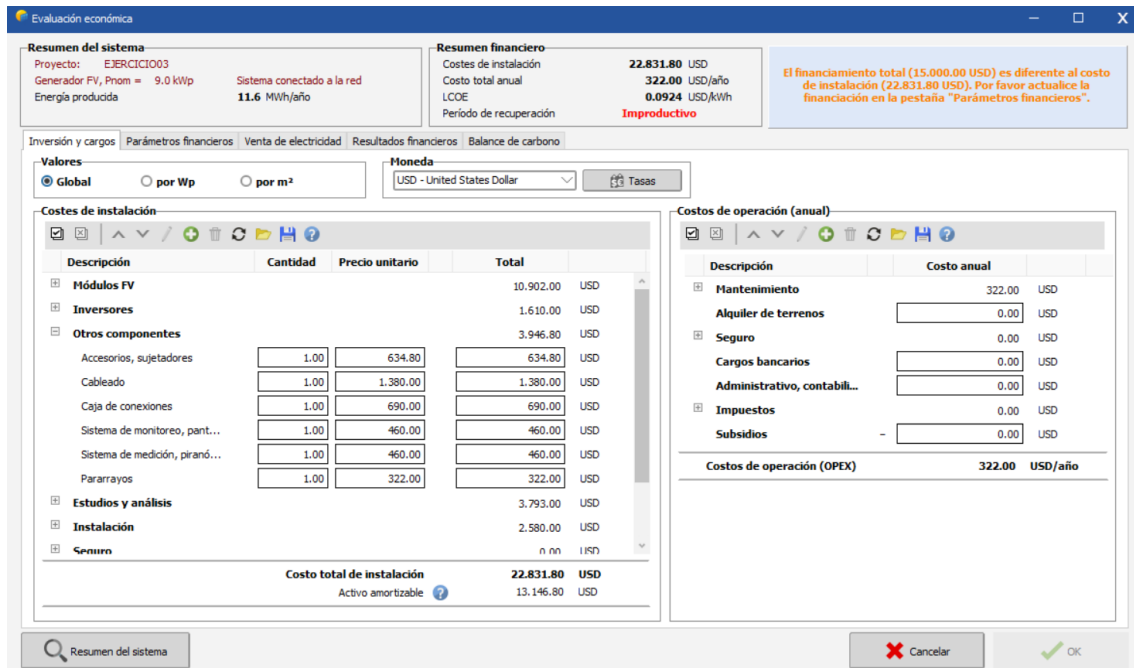 Evaluación económica
Resumen del sistema
Proyecto: EJERCICIO03
Generador FV, Pnom = 9.0 kWp Sistema conectado a la red
Energía producida 11.6 MWh/año
Resumen financiero
Costes de instalación 22.831.80 USD
Costo total anual 322.00 USD/año
LCOE 0.0924 USD/kWh
Período de recuperación Improductivo
El financiamiento total (15.000.00 USD) es diferente al costo
de instalación (22.831.80 USD). Por favor actualice la
financiación en la pestaña "Parámetros financieros".
Inversión y cargos Parámetros financieros Venta de electricidad Resultados financieros Balance de carbono
Valores
Global por Wp por m²
Moneda
USD - United States Dollar Tasas
Costes de instalación
Descripción Cantidad Precio unitario Total
Módulos FV 10.902.00 USD
Inversores 1.610.00 USD
Otros componentes 3.946.80 USD
Accesorios, sujetadores 1.00 634.80 634.80 USD
Cableado 1.00 1.380.00 1.380.00 USD
Caja de conexiones 1.00 690.00 690.00 USD
Sistema de monitoreo, pant... 1.00 460.00 460.00 USD
Sistema de medición, piranó... 1.00 460.00 460.00 USD
Pararrayos 1.00 322.00 322.00 USD
Estudios y análisis 3.793.00 USD
Instalación 2.580.00 USD
Seguro 0.00 USD
Costo total de instalación 22.831.80 USD
Activo amortizable 13.146.80 USD
Costos de operación (anual)
Descripción Costo anual
Mantenimiento 322.00 USD
Alquiler de terrenos 0.00 USD
Seguro 0.00 USD
Cargos bancarios 0.00 USD
Administrativo, contabili... 0.00 USD
Impuestos 0.00 USD
Subsidios – 0.00 USD
Costos de operación (OPEX) 322.00 USD/año
Resumen del sistema
Cancelar
OK